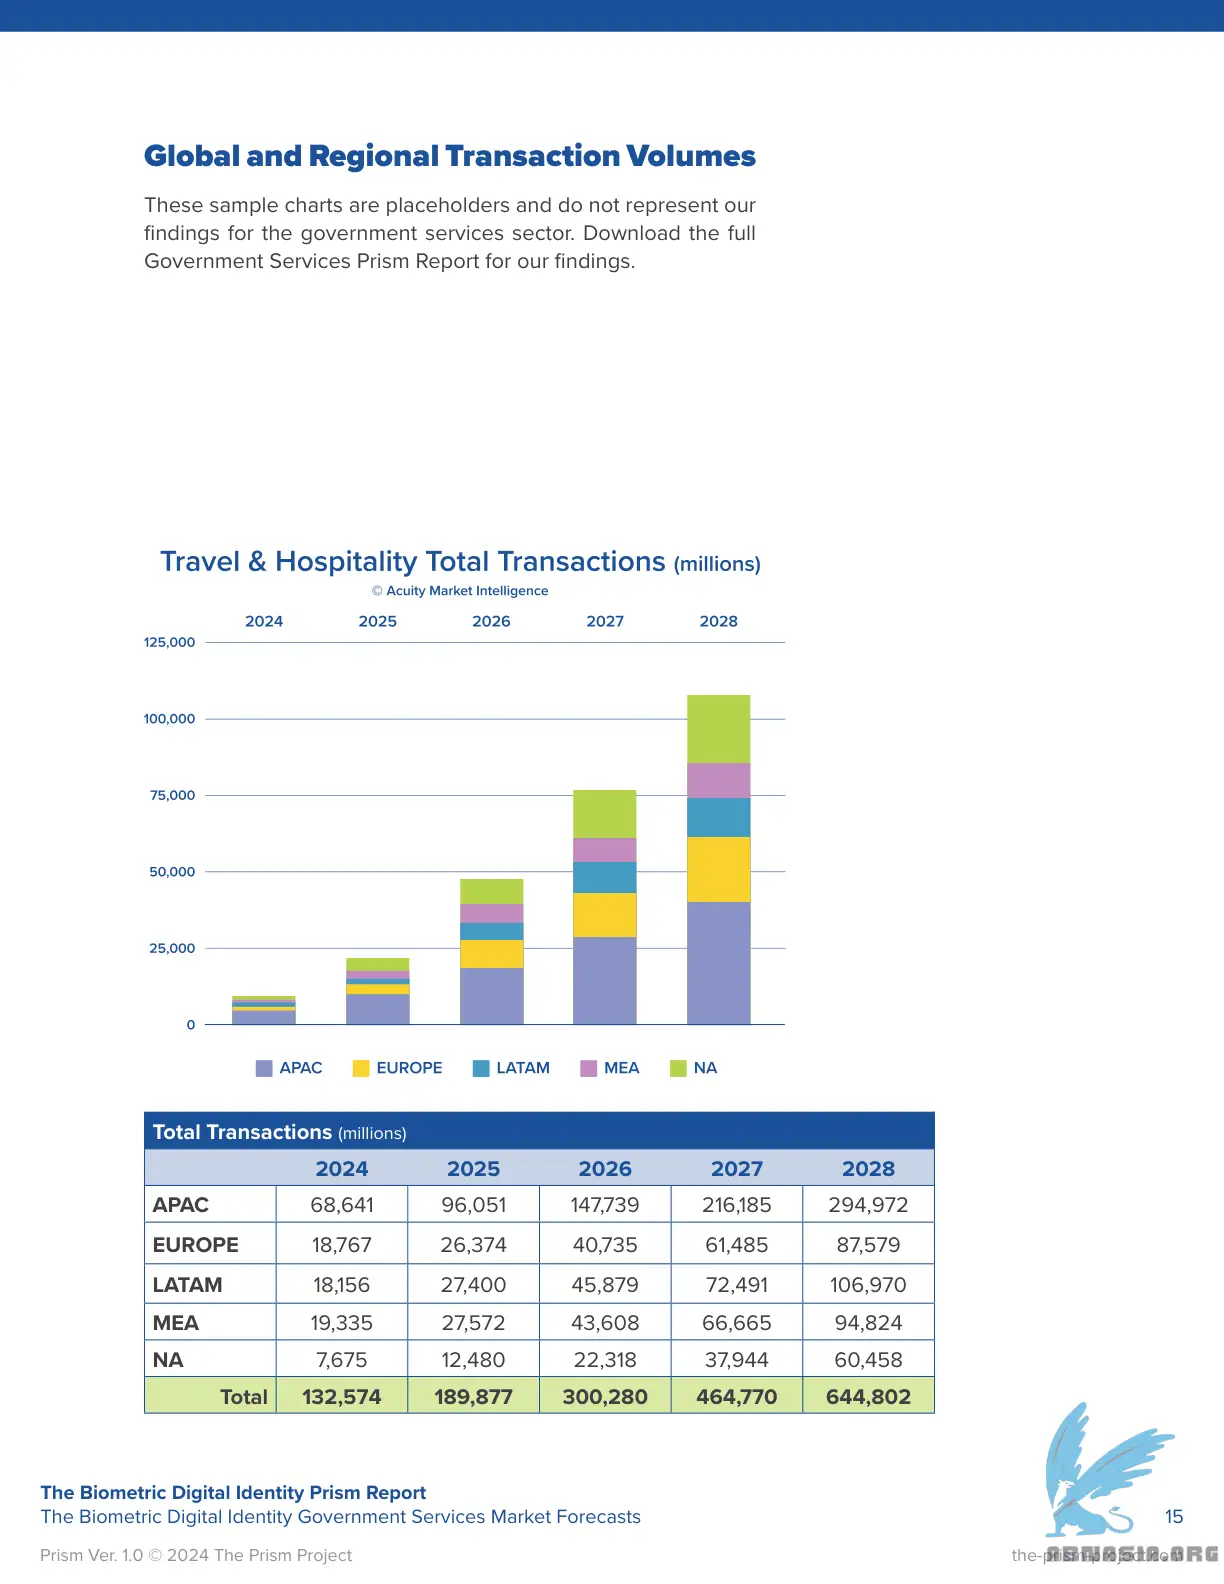 Global and Regional Transaction Volumes
These sample charts are placeholders and do not represent our
findings for the government services sector. Download the full
Government Services Prism Report for our findings.
Travel & Hospitality Total Transactions (millions)
© Acuity Market Intelligence
2024 2025 2026 2027 2028
125,000
100,000
75,000
50,000
25,000
0
APAC EUROPE LATAM MEA NA
Total Transactions (millions)
2024 2025 2026 2027 2028
APAC 68,641 96,051 147,739 216,185 294,972
EUROPE 18,767 26,374 40,735 61,485 87,579
LATAM 18,156 27,400 45,879 72,491 106,970
MEA 19,335 27,572 43,608 66,665 94,824
NA 7,675 12,480 22,318 37,944 60,458
Total 132,574 189,877 300,280 464,770 644,802
The Biometric Digital Identity Prism Report
The Biometric Digital Identity Government Services Market Forecasts
15
Prism Ver. 1.0 © 2024 The Prism Project
the-prism-project.com